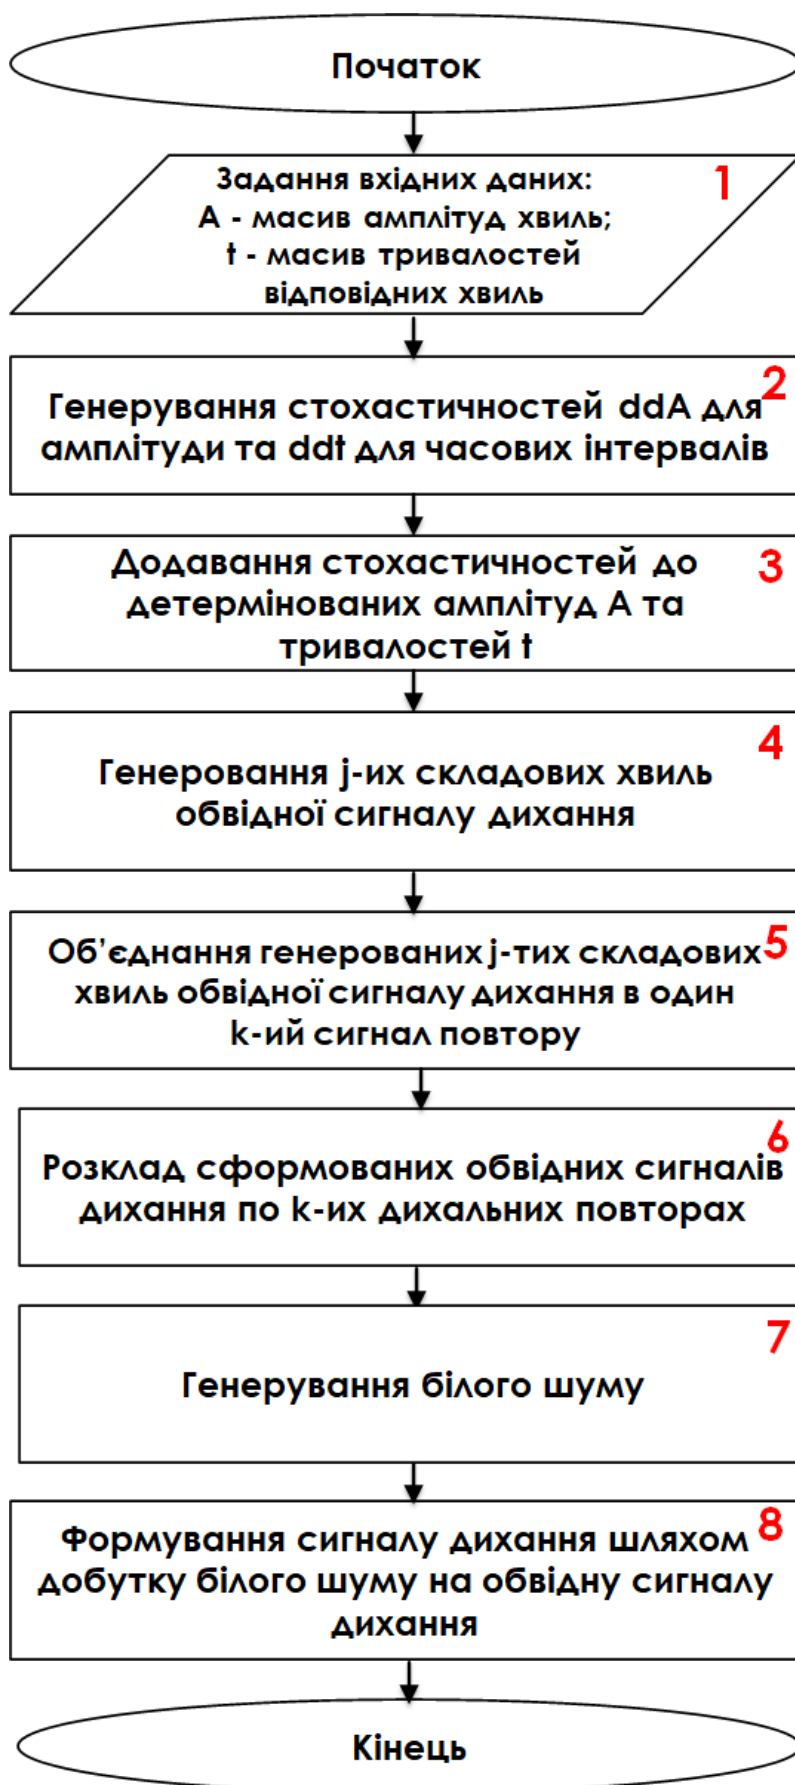 Початок
Задання вхідних даних: 1
А - масив амплітуд хвиль;
t - масив тривалостей
відповідних хвиль
2
Генерування стохастичностей ddA для
амплітуди та ddt для часових інтервалів
Додавання стохастичностей до 3
детермінованих амплітуд А та
тривалостей t
4
Генеровання j-их складових хвиль
обвідної сигналу дихання
Об’єднання генерованих j-тих складових 5
хвиль обвідної сигналу дихання в один
k-ий сигнал повтору
6
Розклад сформованих обвідних сигналів
дихання по k-их дихальних повторах
7
Генерування білого шуму
Формування сигналу дихання шляхом 8
добутку білого шуму на обвідну сигналу
дихання
Кінець